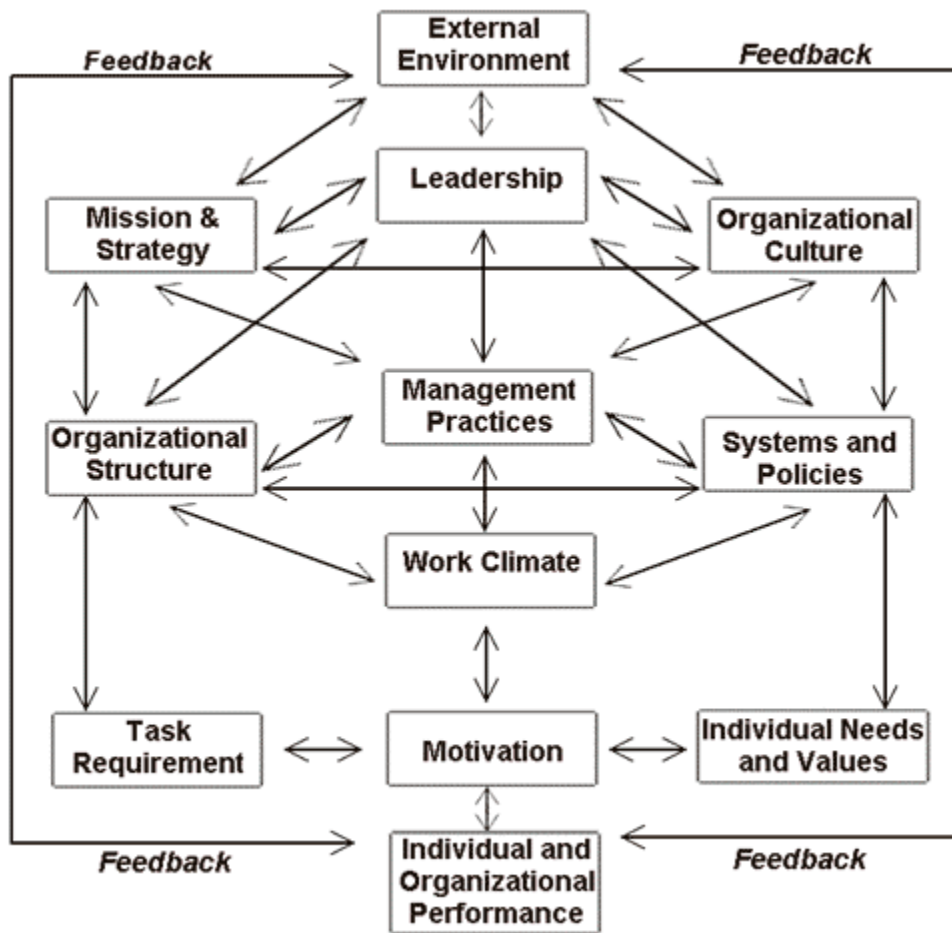 External
Environment
Feedback
Feedback
Leadership
Mission &
Strategy
Organizational
Culture
Management
Practices
Organizational
Structure
Systems and
Policies
Work Climate
Task
Requirement
Motivation
Individual Needs
and Values
Feedback
Individual and
Organizational
Performance
Feedback